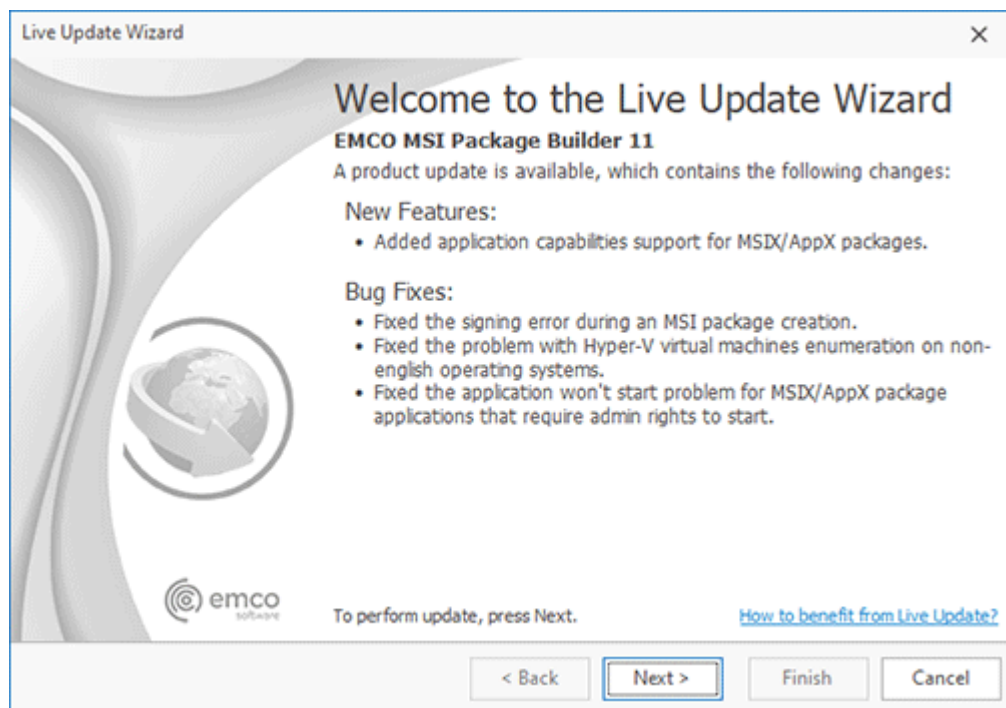 Live Update Wizard
Welcome to the Live Update Wizard
EMCO MSI Package Builder 11
A product update is available, which contains the following changes:
New Features:
• Added application capabilities support for MSIX/AppX packages.
Bug Fixes:
• Fixed the signing error during an MSI package creation.
• Fixed the problem with Hyper-V virtual machines enumeration on non-
english operating systems.
• Fixed the application won't start problem for MSIX/AppX package
applications that require admin rights to start.
emco
software
To perform update, press Next.
How to benefit from Live Update?
< Back
Next >
Finish
Cancel